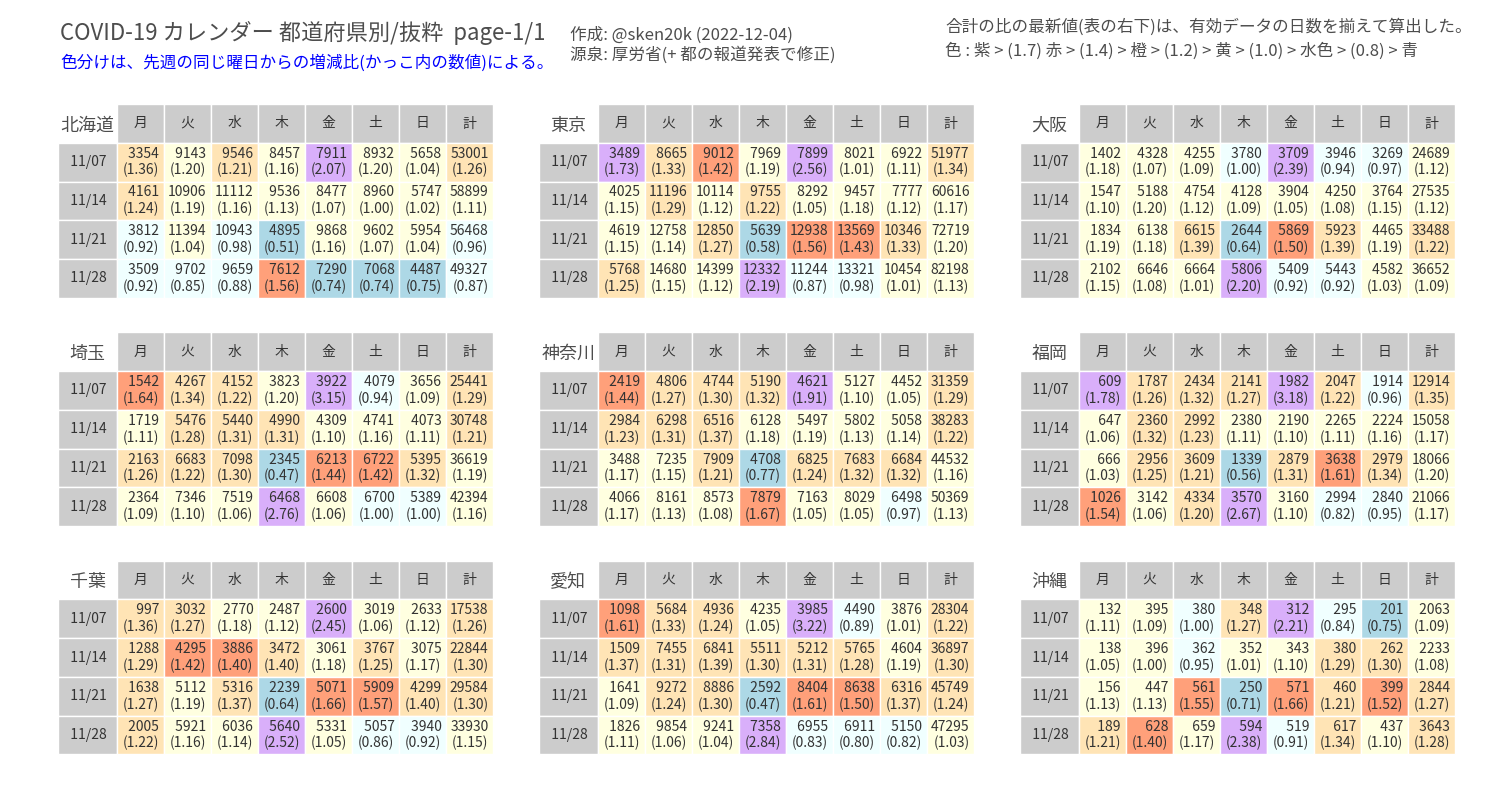 COVID-19 カレンダー 都道府県別/抜粋 page-1/1
色分けは、先週の同じ曜日からの増減比(かっこ内の数値)による。
作成: @sken20k (2022-12-04)
源泉: 厚労省(+ 都の報道発表で修正)
合計の比の最新値(表の右下)は、有効データの日数を揃えて算出した。
色 : 紫 > (1.7) 赤 > (1.4) > 橙 > (1.2) > 黄 > (1.0) > 水色 > (0.8) > 青
北海道 月 火 水 木 金 土 日 計
11/07 3354 9143 9546 8457 7911 8932 5658 53001
(1.36) (1.20) (1.21) (1.16) (2.07) (1.20) (1.04) (1.26)
11/14 4161 10906 11112 9536 8477 8960 5747 58899
(1.24) (1.19) (1.16) (1.13) (1.07) (1.00) (1.02) (1.11)
11/21 3812 11394 10943 4895 9868 9602 5954 56468
(0.92) (1.04) (0.98) (0.51) (1.16) (1.07) (1.04) (0.96)
11/28 3509 9702 9659 7612 7290 7068 4487 49327
(0.92) (0.85) (0.88) (1.56) (0.74) (0.74) (0.75) (0.87)
東京 月 火 水 木 金 土 日 計
11/07 3489 8665 9012 7969 7899 8021 6922 51977
(1.73) (1.33) (1.42) (1.19) (2.56) (1.01) (1.11) (1.34)
11/14 4025 11196 10114 9755 8292 9457 7777 60616
(1.15) (1.29) (1.12) (1.22) (1.05) (1.18) (1.12) (1.17)
11/21 4619 12758 12850 5639 12938 13569 10346 72719
(1.15) (1.14) (1.27) (0.58) (1.56) (1.43) (1.33) (1.20)
11/28 5768 14680 14399 12332 11244 13321 10454 82198
(1.25) (1.15) (1.12) (2.19) (0.87) (0.98) (1.01) (1.13)
大阪 月 火 水 木 金 土 日 計
11/07 1402 4328 4255 3780 3709 3946 3269 24689
(1.18) (1.07) (1.09) (1.00) (2.39) (0.94) (0.97) (1.12)
11/14 1547 5188 4754 4128 3904 4250 3764 27535
(1.10) (1.20) (1.12) (1.09) (1.05) (1.08) (1.15) (1.12)
11/21 1834 6138 6615 2644 5869 5923 4465 33488
(1.19) (1.18) (1.39) (0.64) (1.50) (1.39) (1.19) (1.22)
11/28 2102 6646 6664 5806 5409 5443 4582 36652
(1.15) (1.08) (1.01) (2.20) (0.92) (0.92) (1.03) (1.09)
埼玉 月 火 水 木 金 土 日 計
11/07 1542 4267 4152 3823 3922 4079 3656 25441
(1.64) (1.34) (1.22) (1.20) (3.15) (0.94) (1.09) (1.29)
11/14 1719 5476 5440 4990 4309 4741 4073 30748
(1.11) (1.28) (1.31) (1.31) (1.10) (1.16) (1.11) (1.21)
11/21 2163 6683 7098 2345 6213 6722 5395 36619
(1.26) (1.22) (1.30) (0.47) (1.44) (1.42) (1.32) (1.19)
11/28 2364 7346 7519 6468 6608 6700 5389 42394
(1.09) (1.10) (1.06) (2.76) (1.06) (1.00) (1.00) (1.16)
神奈川 月 火 水 木 金 土 日 計
11/07 2419 4806 4744 5190 4621 5127 4452 31359
(1.44) (1.27) (1.30) (1.32) (1.91) (1.10) (1.05) (1.29)
11/14 2984 6298 6516 6128 5497 5802 5058 38283
(1.23) (1.31) (1.37) (1.18) (1.19) (1.13) (1.14) (1.22)
11/21 3488 7235 7909 4708 6825 7683 6684 44532
(1.17) (1.15) (1.21) (0.77) (1.24) (1.32) (1.32) (1.16)
11/28 4066 8161 8573 7879 7163 8029 6498 50369
(1.17) (1.13) (1.08) (1.67) (1.05) (1.05) (0.97) (1.13)
福岡 月 火 水 木 金 土 日 計
11/07 609 1787 2434 2141 1982 2047 1914 12914
(1.78) (1.26) (1.32) (1.27) (3.18) (1.22) (0.96) (1.35)
11/14 647 2360 2992 2380 2190 2265 2224 15058
(1.06) (1.32) (1.23) (1.11) (1.10) (1.11) (1.16) (1.17)
11/21 666 2956 3609 1339 2879 3638 2979 18066
(1.03) (1.25) (1.21) (0.56) (1.31) (1.61) (1.34) (1.20)
11/28 1026 3142 4334 3570 3160 2994 2840 21066
(1.54) (1.06) (1.20) (2.67) (1.10) (0.82) (0.95) (1.17)
千葉 月 火 水 木 金 土 日 計
11/07 997 3032 2770 2487 2600 3019 2633 17538
(1.36) (1.27) (1.18) (1.12) (2.45) (1.06) (1.12) (1.26)
11/14 1288 4295 3886 3472 3061 3767 3075 22844
(1.29) (1.42) (1.40) (1.40) (1.18) (1.25) (1.17) (1.30)
11/21 1638 5112 5316 2239 5071 5909 4299 29584
(1.27) (1.19) (1.37) (0.64) (1.66) (1.57) (1.40) (1.30)
11/28 2005 5921 6036 5640 5331 5057 3940 33930
(1.22) (1.16) (1.14) (2.52) (1.05) (0.86) (0.92) (1.15)
愛知 月 火 水 木 金 土 日 計
11/07 1098 5684 4936 4235 3985 4490 3876 28304
(1.61) (1.33) (1.24) (1.05) (3.22) (0.89) (1.01) (1.22)
11/14 1509 7455 6841 5511 5212 5765 4604 36897
(1.37) (1.31) (1.39) (1.30) (1.31) (1.28) (1.19) (1.30)
11/21 1641 9272 8886 2592 8404 8638 6316 45749
(1.09) (1.24) (1.30) (0.47) (1.61) (1.50) (1.37) (1.24)
11/28 1826 9854 9241 7358 6955 6911 5150 47295
(1.11) (1.06) (1.04) (2.84) (0.83) (0.80) (0.82) (1.03)
沖縄 月 火 水 木 金 土 日 計
11/07 132 395 380 348 312 295 201 2063
(1.11) (1.09) (1.00) (1.27) (2.21) (0.84) (0.75) (1.09)
11/14 138 396 362 352 343 380 262 2233
(1.05) (1.00) (0.95) (1.01) (1.10) (1.29) (1.30) (1.08)
11/21 156 447 561 250 571 460 399 2844
(1.13) (1.13) (1.55) (0.71) (1.66) (1.21) (1.52) (1.27)
11/28 189 628 659 594 519 617 437 3643
(1.21) (1.40) (1.17) (2.38) (0.91) (1.34) (1.10) (1.28)